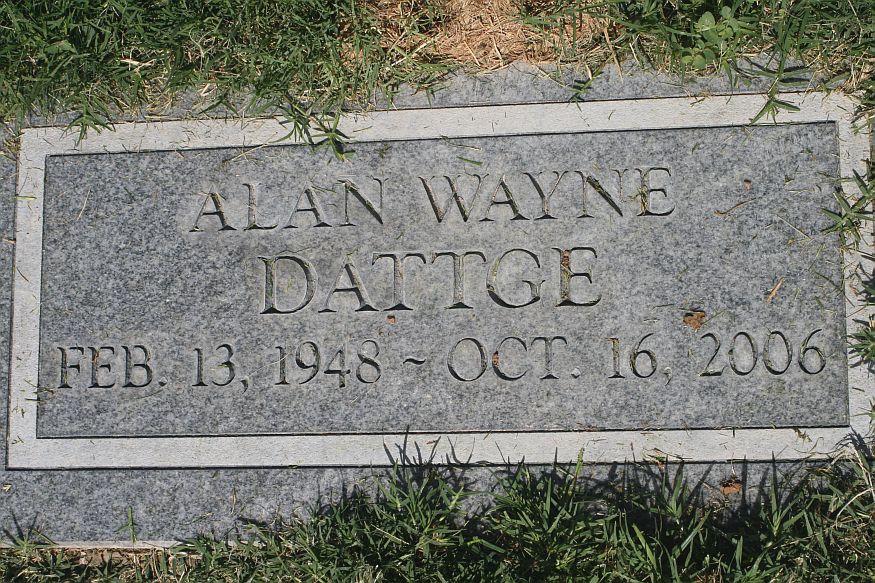 ALAN WAYNE
DATTGE
FEB. 13, 1948 ~ OCT. 16, 2006